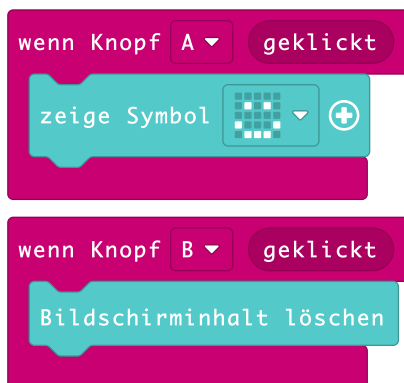 wenn Knopf A geklickt
zeige Symbol
wenn Knopf B geklickt
Bildschirminhalt löschen